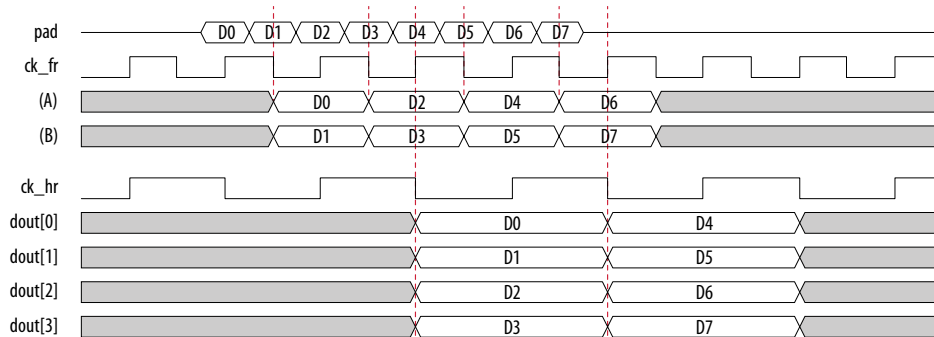 pad D0 D1 D2 D3 D4 D5 D6 D7
ck_fr
(A) D0 D2 D4 D6
(B) D1 D3 D5 D7
ck_hr
dout[0] D0 D4
dout[1] D1 D5
dout[2] D2 D6
dout[3] D3 D7